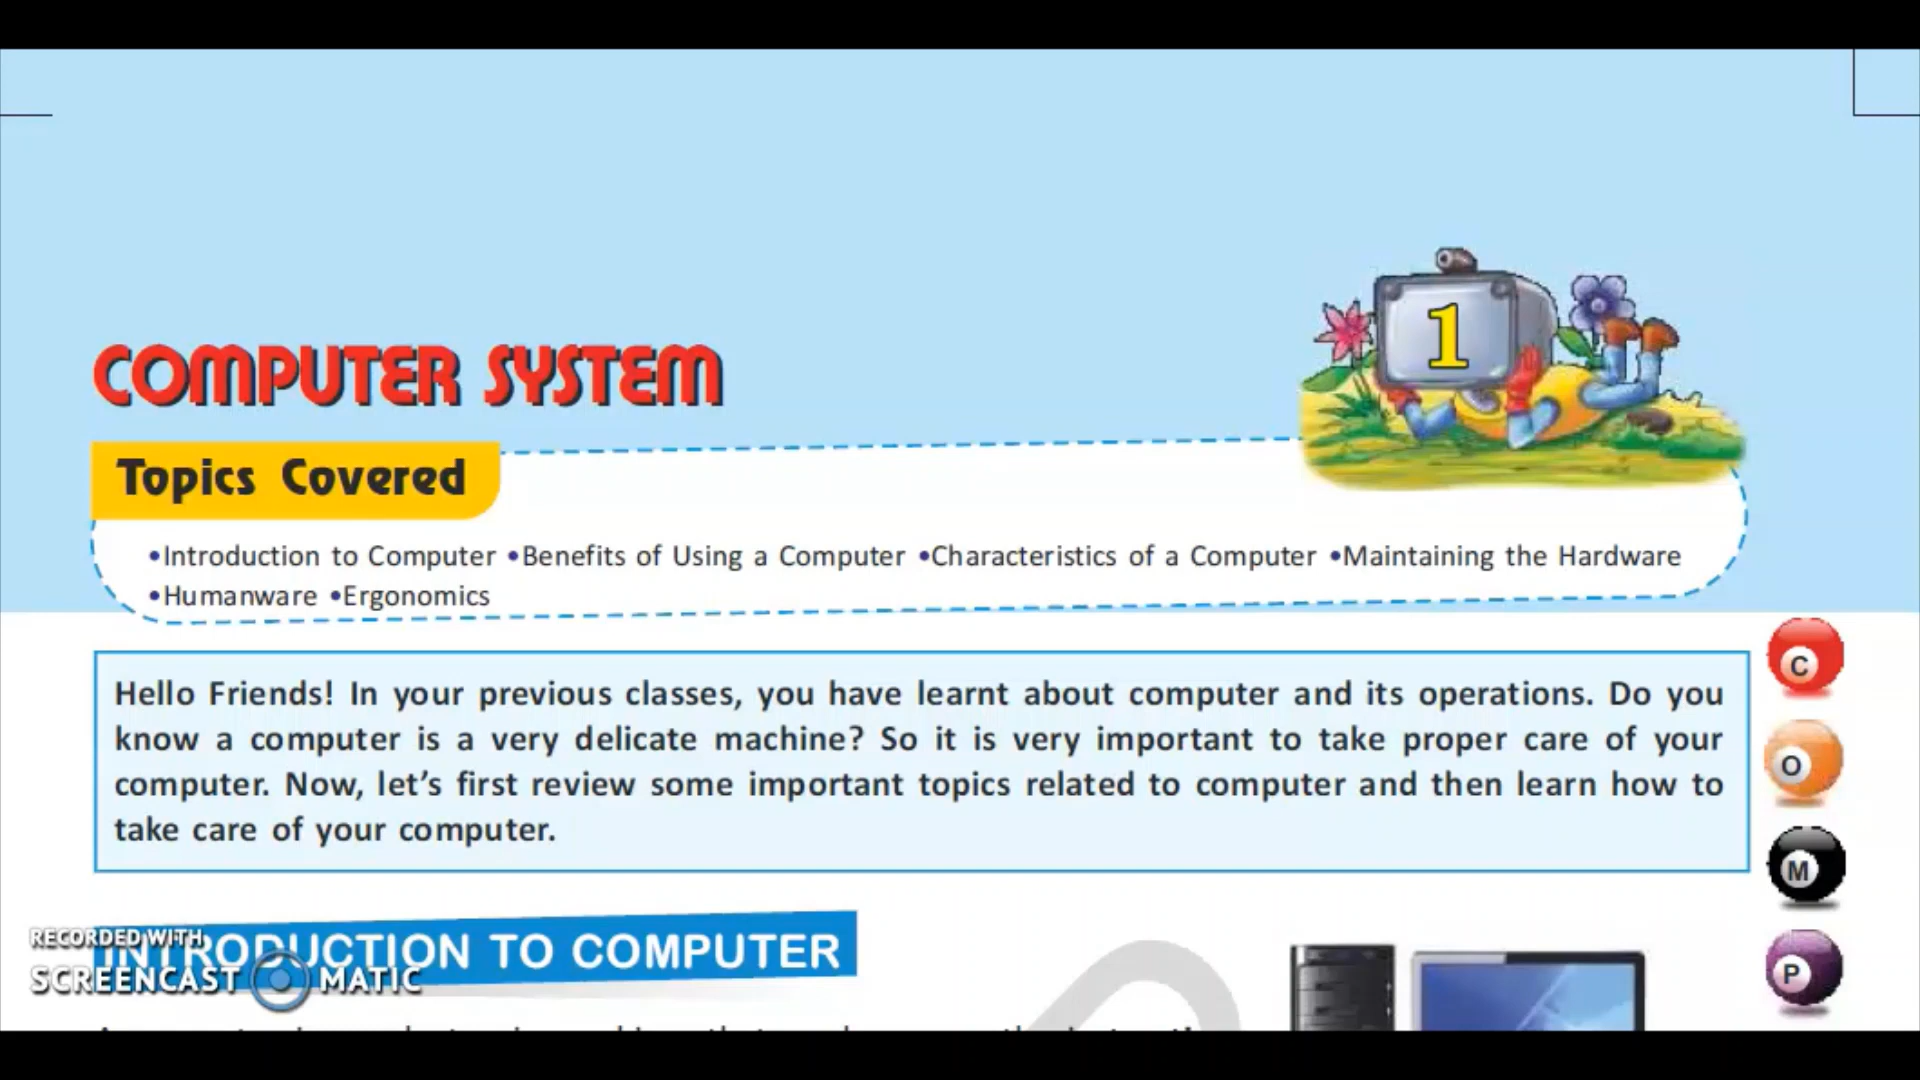 1
COMPUTER SYSTEM
Topics Covered
•Introduction to Computer •Benefits of Using a Computer •Characteristics of a Computer •Maintaining the Hardware
•Humanware •Ergonomics
Hello Friends! In your previous classes, you have learnt about computer and its operations. Do you
know a computer is a very delicate machine? So it is very important to take proper care of your
computer. Now, let's first review some important topics related to computer and then learn how to
take care of your computer.
C
O
M
P
INTRODUCTION TO COMPUTER
RECORDED WITH
SCREENCAST MATIC